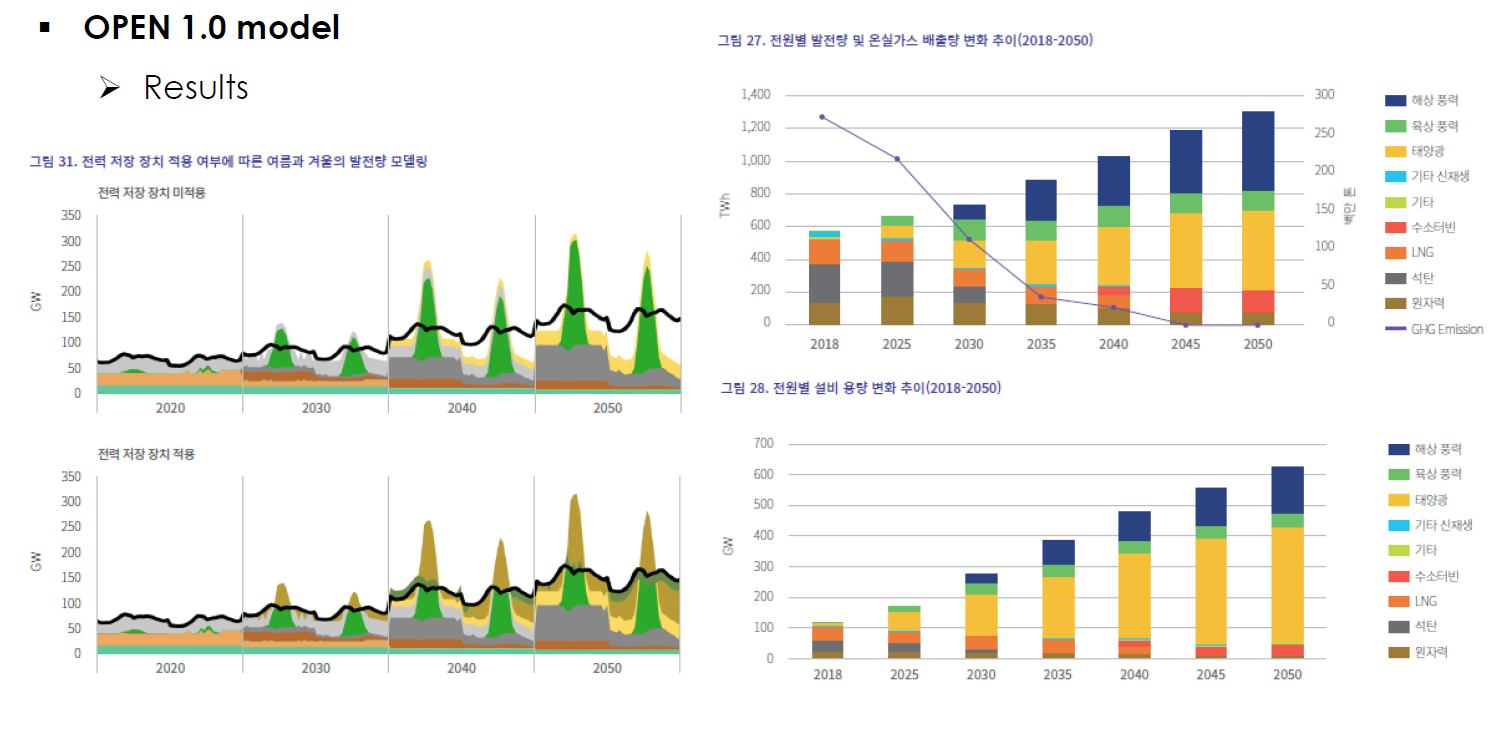 ▪ OPEN 1.0 model
➢ Results
그림 31. 전력 저장 장치 적용 여부에 따른 여름과 겨울의 발전량 모델링
전력 저장 장치 미적용
350
300
250
200
150
100
50
0
GW
2020 2030 2040 2050
전력 저장 장치 적용
350
300
250
200
150
100
50
0
GW
2020 2030 2040 2050
그림 27. 전원별 발전량 및 온실가스 배출량 변화 추이(2018-2050)
1,400
1,200
1,000
800
600
400
200
0
TWh
300
250
200
150
100
50
0
백만 톤
2018 2025 2030 2035 2040 2045 2050
해상 풍력
육상 풍력
태양광
기타 신재생
기타
수소터빈
LNG
석탄
원자력
GHG Emission
그림 28. 전원별 설비 용량 변화 추이(2018-2050)
700
600
500
400
300
200
100
0
GW
2018 2025 2030 2035 2040 2045 2050
해상 풍력
육상 풍력
태양광
기타 신재생
기타
수소터빈
LNG
석탄
원자력